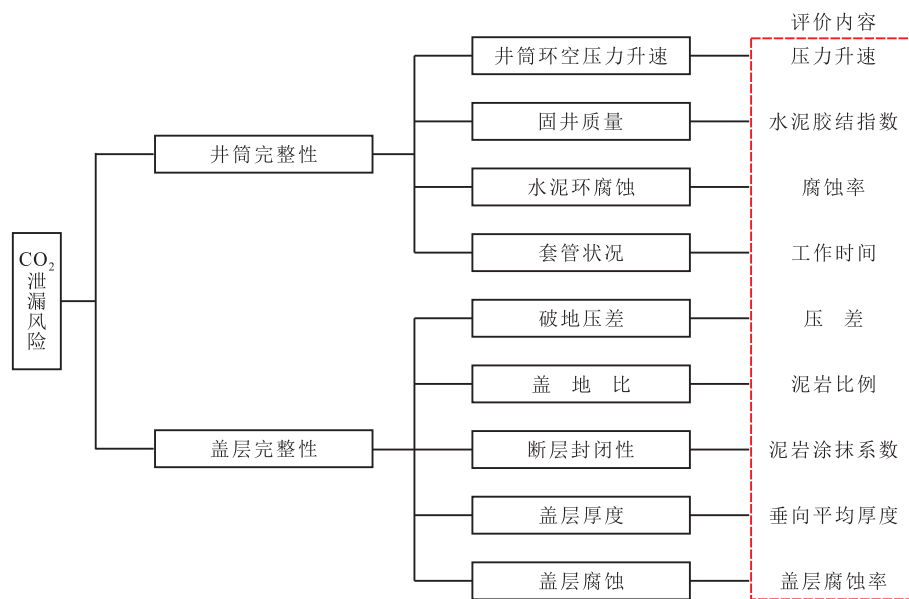 评价内容
井筒环空压力升速 压力升速
固井质量 水泥胶结指数
井筒完整性
水泥环腐蚀 腐蚀率
套管状况 工作时间
CO₂
泄
漏
风
险
破地压差 压 差
盖 地 比 泥岩比例
盖层完整性 断层封闭性 泥岩涂抹系数
盖层厚度 垂向平均厚度
盖层腐蚀 盖层腐蚀率